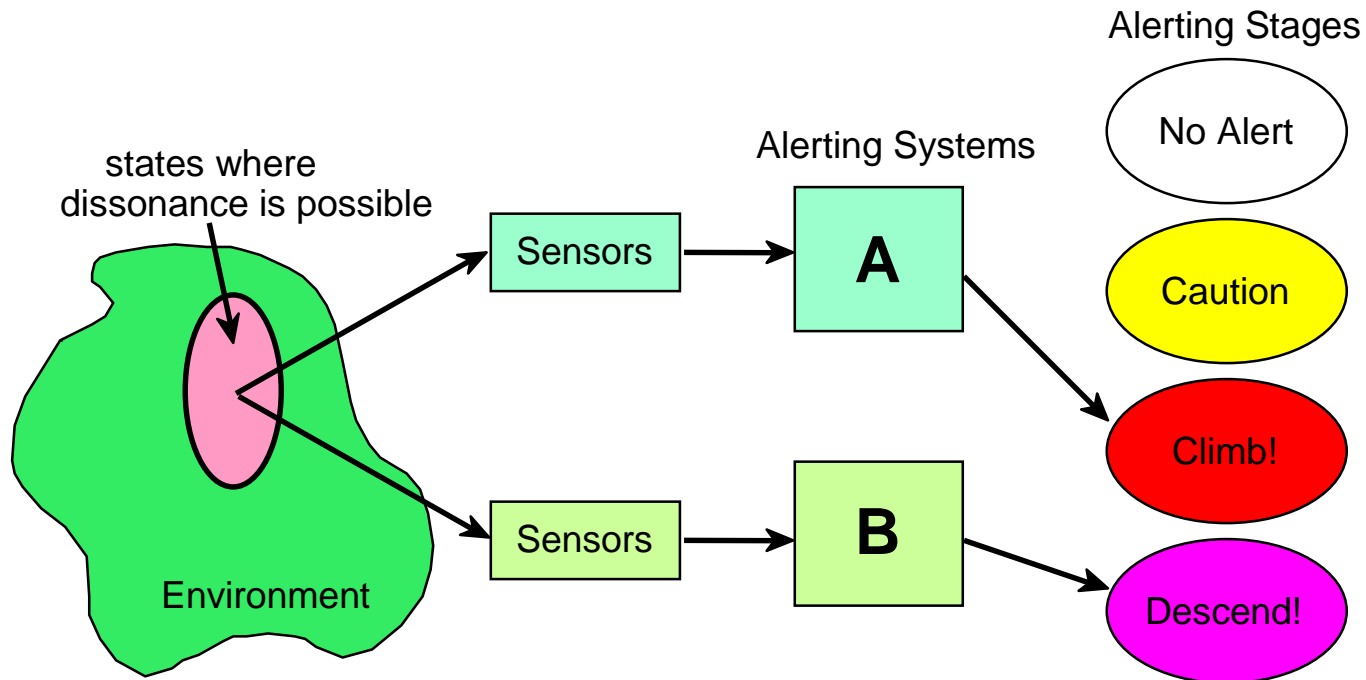 Alerting Stages
No Alert
Alerting Systems
states where
dissonance is possible
Sensors
A
Caution
Climb!
Sensors
B
Environment
Descend!